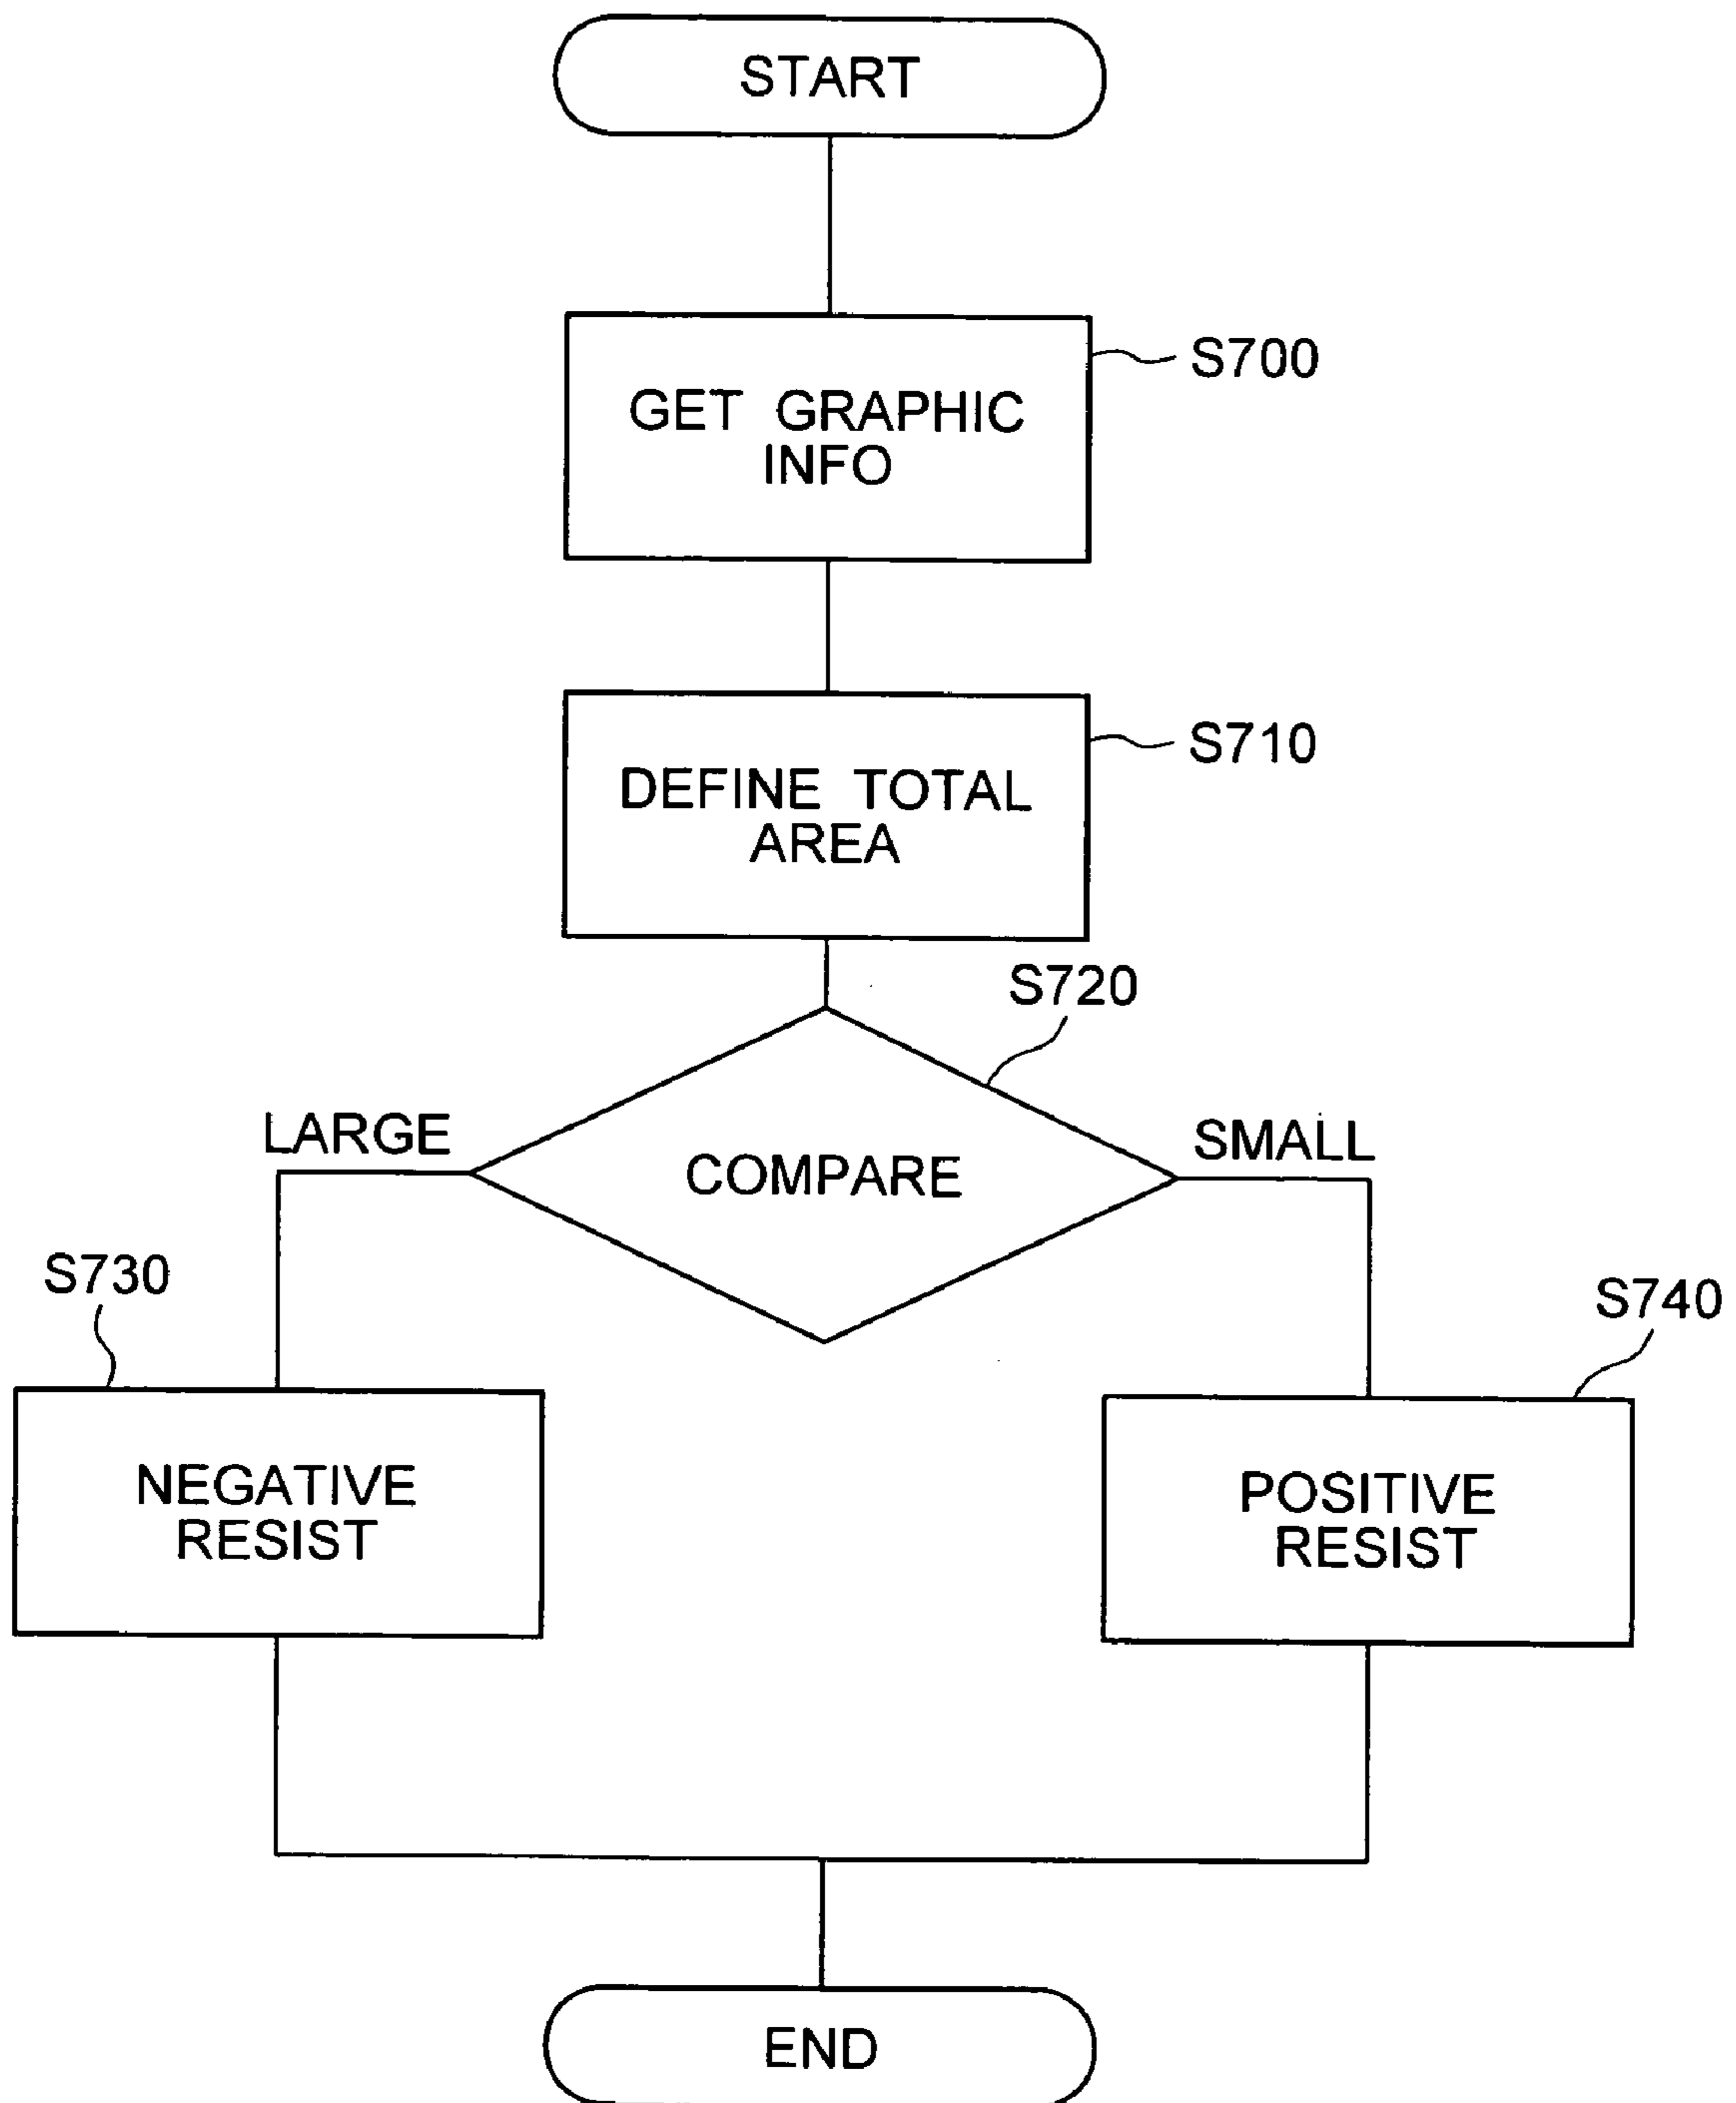 START
S700
GET GRAPHIC
INFO
S710
DEFINE TOTAL
AREA
S720
LARGE
COMPARE
SMALL
S730
S740
NEGATIVE
RESIST
POSITIVE
RESIST
END